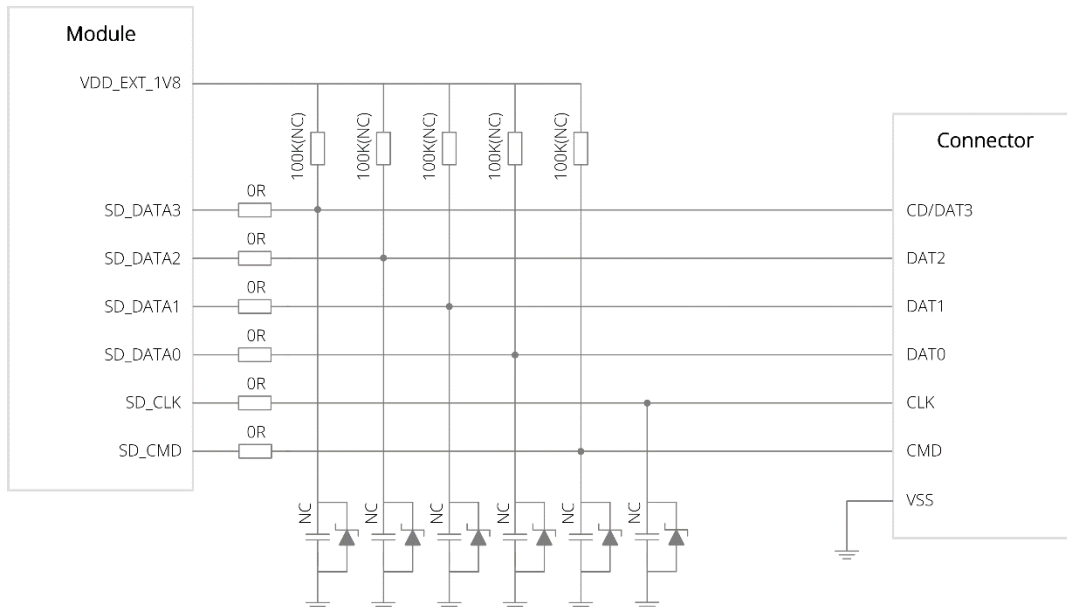 Module
VDD_EXT_1V8
100K(NC)
100K(NC)
100K(NC)
100K(NC)
100K(NC)
Connector
0R
SD_DATA3
CD/DAT3
0R
SD_DATA2
DAT2
0R
SD_DATA1
DAT1
0R
SD_DATA0
DAT0
0R
SD_CLK
CLK
0R
SD_CMD
CMD
VSS
NC
NC
NC
NC
NC
NC